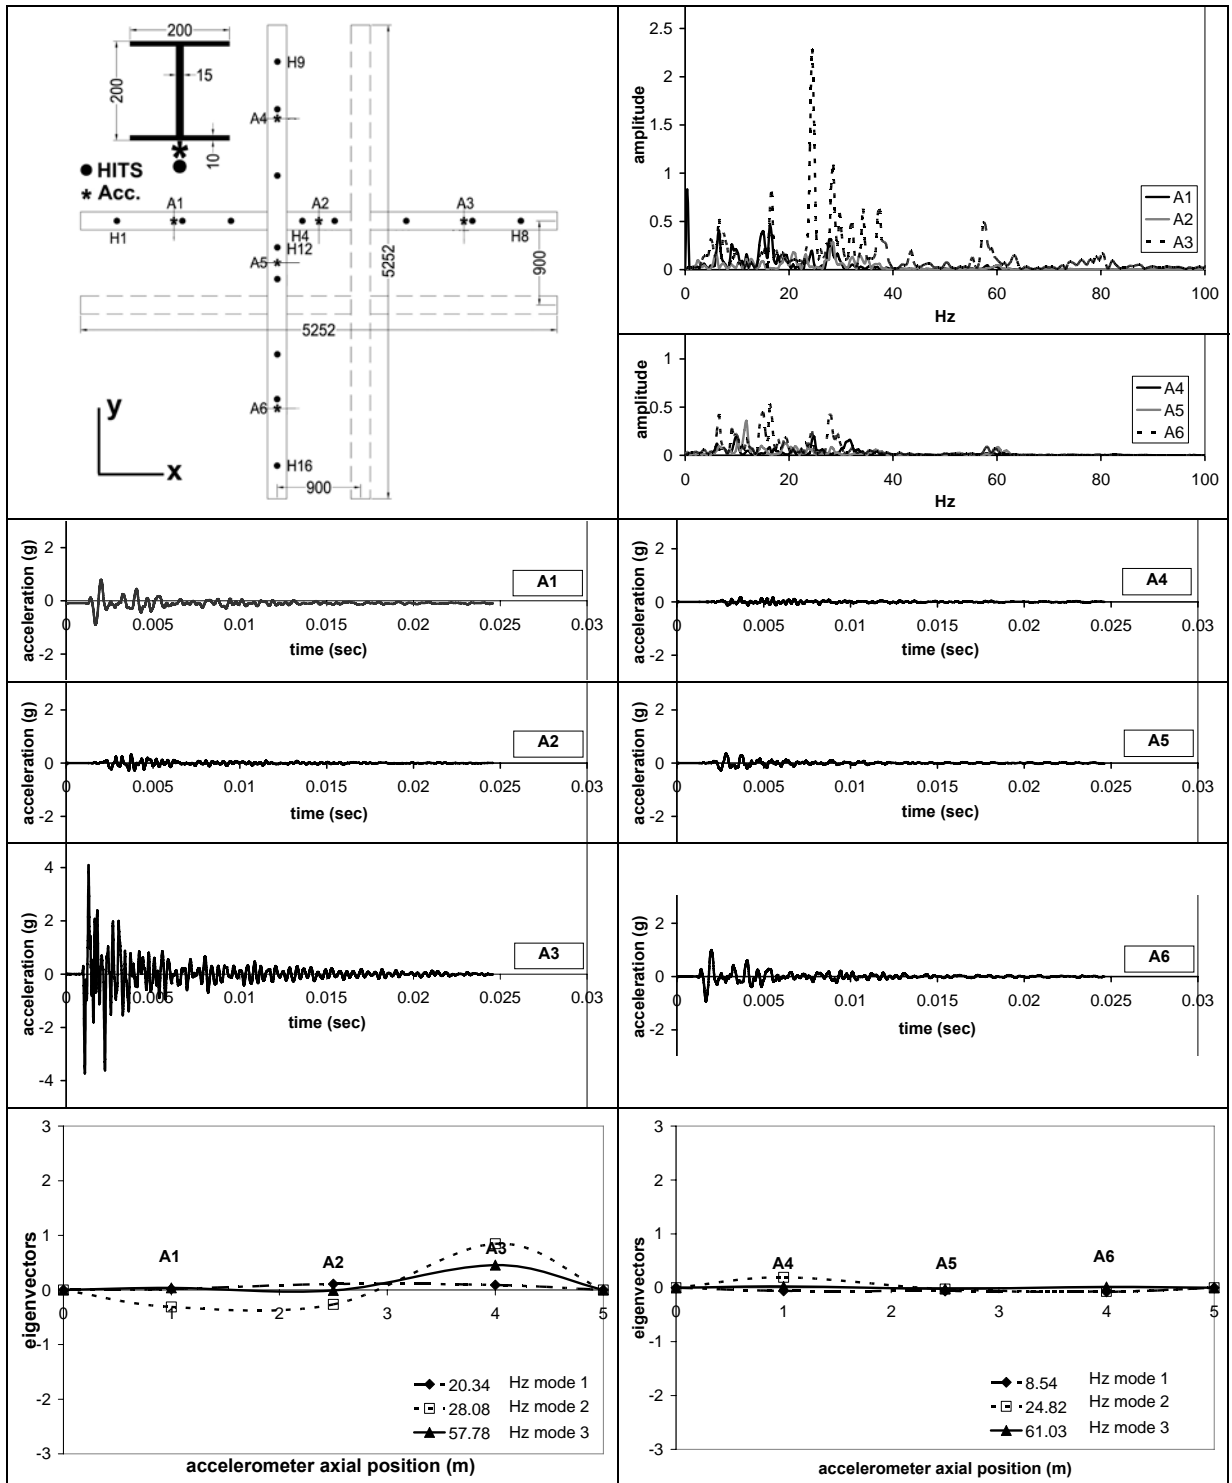 200
200
15
10
HITS
* Acc.
H9
A4
A1
A2
A3
H1
H4
H8
H12
A5
5252
900
5252
A6
H16
900
y
x
amplitude
2.5
2
1.5
1
0.5
0
0 20 40 60 80 100
Hz
A1
A2
A3
amplitude
1
0.5
0
0 20 40 60 80 100
Hz
A4
A5
A6
acceleration (g)
2
0
-2
0 0.005 0.01 0.015 0.02 0.025 0.03
time (sec)
A1
acceleration (g)
2
0
-2
0 0.005 0.01 0.015 0.02 0.025 0.03
time (sec)
A4
acceleration (g)
2
0
-2
0 0.005 0.01 0.015 0.02 0.025 0.03
time (sec)
A2
acceleration (g)
2
0
-2
0 0.005 0.01 0.015 0.02 0.025 0.03
time (sec)
A5
acceleration (g)
4
2
0
-2
-4
0 0.005 0.01 0.015 0.02 0.025 0.03
time (sec)
A3
acceleration (g)
2
0
-2
0 0.005 0.01 0.015 0.02 0.025 0.03
time (sec)
A6
eigenvectors
3
2
1
0
-1
-2
-3
0 1 2 3 4 5
A1
A2
A3
20.34 Hz mode 1
28.08 Hz mode 2
57.78 Hz mode 3
accelerometer axial position (m)
eigenvectors
3
2
1
0
-1
-2
-3
0 1 2 3 4 5
A4
A5
A6
8.54 Hz mode 1
24.82 Hz mode 2
61.03 Hz mode 3
accelerometer axial position (m)